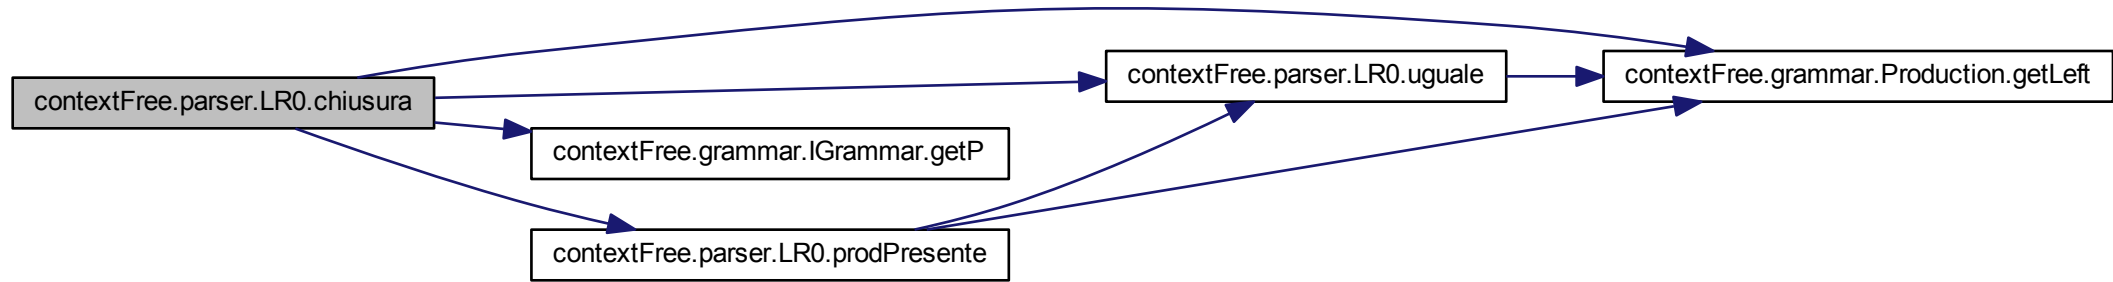 contextFree.parser.LR0.chiusura
contextFree.parser.LR0.uguale
contextFree.grammar.Production.getLeft
contextFree.grammar.IGrammar.getP
contextFree.parser.LR0.prodPresente